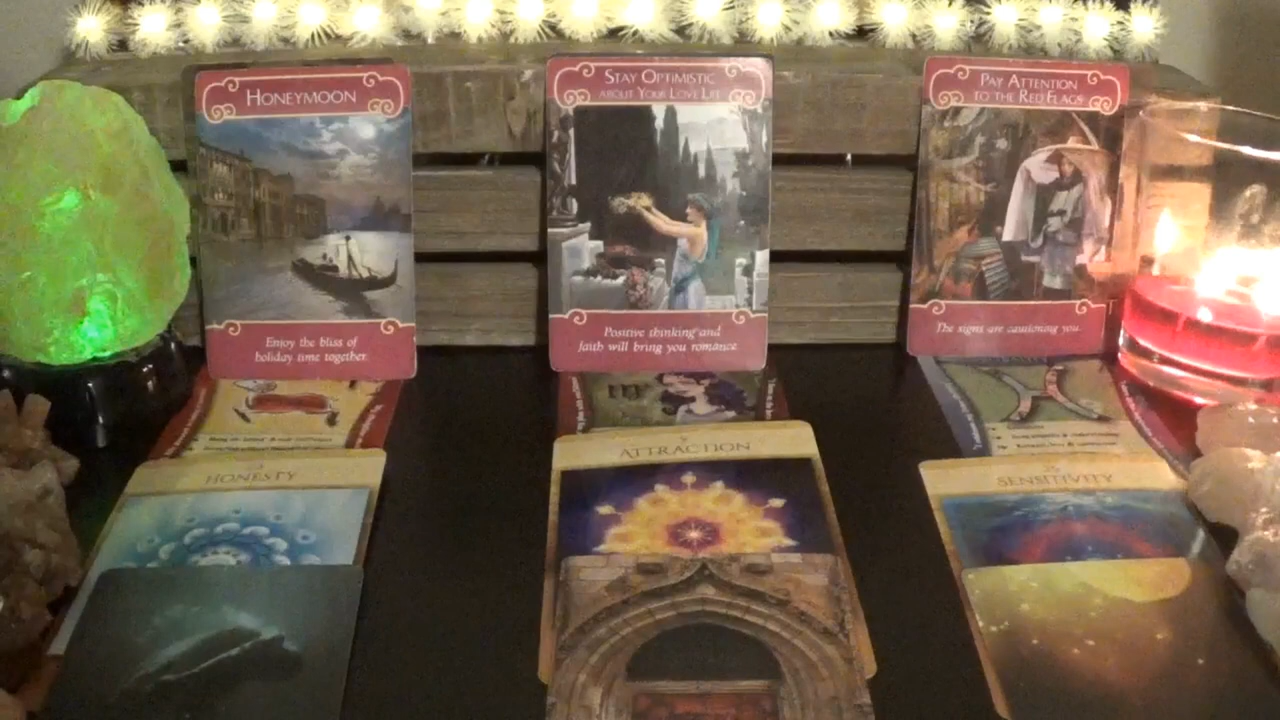 HONEYMOON
Enjoy the bliss of
holiday time together.
STAY OPTIMISTIC
ABOUT YOUR LOVE LIFE
Positive thinking and
faith will bring you romance.
PAY ATTENTION
TO THE RED FLAGS
The signs are cautioning you.
HONESTY
ATTRACTION
SENSITIVITY